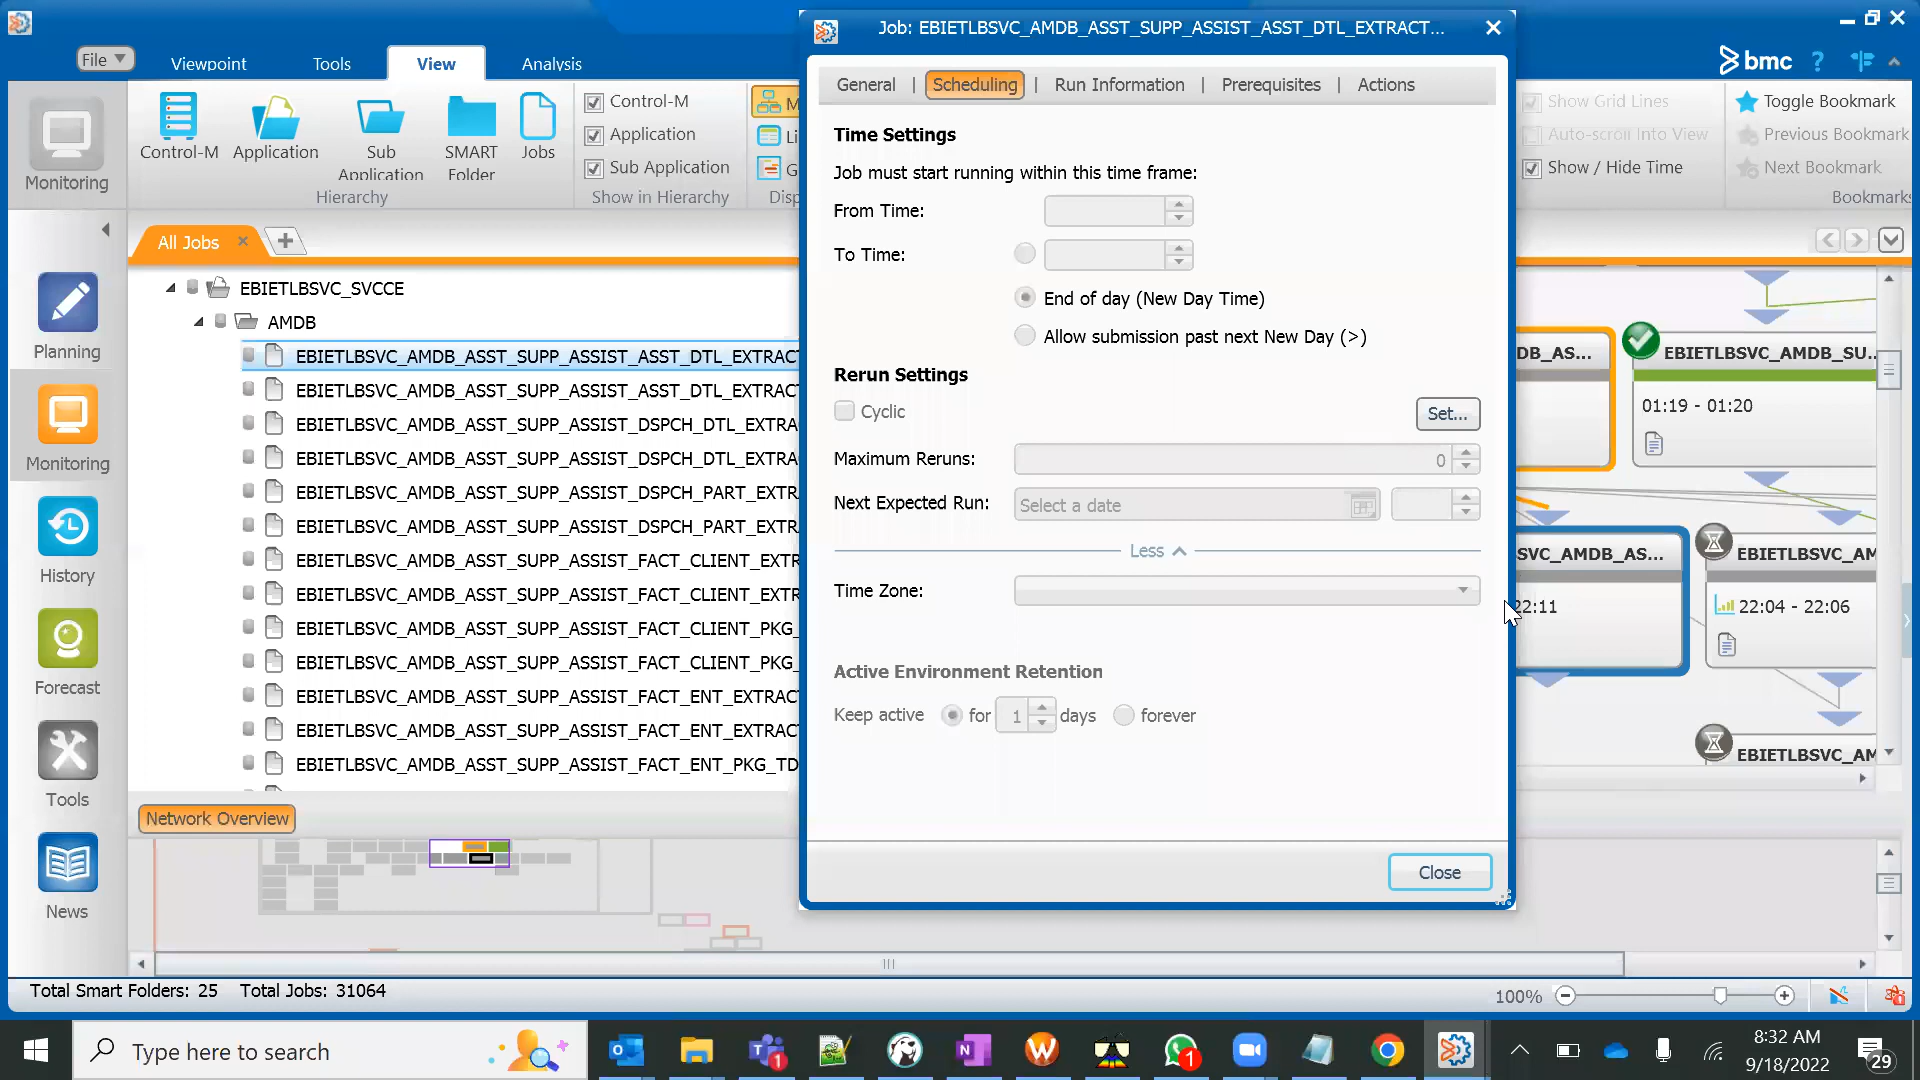 Job: EBIETLBSVC_AMDB_ASST_SUPP_ASSIST_ASST_DTL_EXTRACT...
File
Viewpoint
Tools
View
Analysis
bmc
?
Control-M
Application
Sub Application
SMART Folder
Jobs
Hierarchy
Control-M
Application
Sub Application
Show in Hierarchy
M
Li
G
Disp
Show Grid Lines
Auto-scroll Into View
Show / Hide Time
Toggle Bookmark
Previous Bookmark
Next Bookmark
Bookmarks
Monitoring
Planning
Monitoring
History
Forecast
Tools
News
All Jobs
EBIETLBSVC_SVCCE
AMDB
EBIETLBSVC_AMDB_ASST_SUPP_ASSIST_ASST_DTL_EXTRACT
EBIETLBSVC_AMDB_ASST_SUPP_ASSIST_ASST_DTL_EXTRACT
EBIETLBSVC_AMDB_ASST_SUPP_ASSIST_DSPCH_DTL_EXTRA
EBIETLBSVC_AMDB_ASST_SUPP_ASSIST_DSPCH_DTL_EXTRA
EBIETLBSVC_AMDB_ASST_SUPP_ASSIST_DSPCH_PART_EXTR
EBIETLBSVC_AMDB_ASST_SUPP_ASSIST_DSPCH_PART_EXTR
EBIETLBSVC_AMDB_ASST_SUPP_ASSIST_FACT_CLIENT_EXTR
EBIETLBSVC_AMDB_ASST_SUPP_ASSIST_FACT_CLIENT_EXTR
EBIETLBSVC_AMDB_ASST_SUPP_ASSIST_FACT_CLIENT_PKG_
EBIETLBSVC_AMDB_ASST_SUPP_ASSIST_FACT_CLIENT_PKG_
EBIETLBSVC_AMDB_ASST_SUPP_ASSIST_FACT_ENT_EXTRAC
EBIETLBSVC_AMDB_ASST_SUPP_ASSIST_FACT_ENT_EXTRAC
EBIETLBSVC_AMDB_ASST_SUPP_ASSIST_FACT_ENT_PKG_TD
General | Scheduling | Run Information | Prerequisites | Actions
Time Settings
Job must start running within this time frame:
From Time:
To Time:
End of day (New Day Time)
Allow submission past next New Day (>)
Rerun Settings
Cyclic
Set...
Maximum Reruns:
0
Next Expected Run:
Select a date
Less
Time Zone:
Active Environment Retention
Keep active for 1 days forever
Close
DB_AS...
EBIETLBSVC_AMDB_SU..
01:19 - 01:20
SVC_AMDB_AS...
22:11
EBIETLBSVC_AM
22:04 - 22:06
EBIETLBSVC_AM
Network Overview
Total Smart Folders: 25 Total Jobs: 31064
100%
Type here to search
1
1
8:32 AM
9/18/2022
29